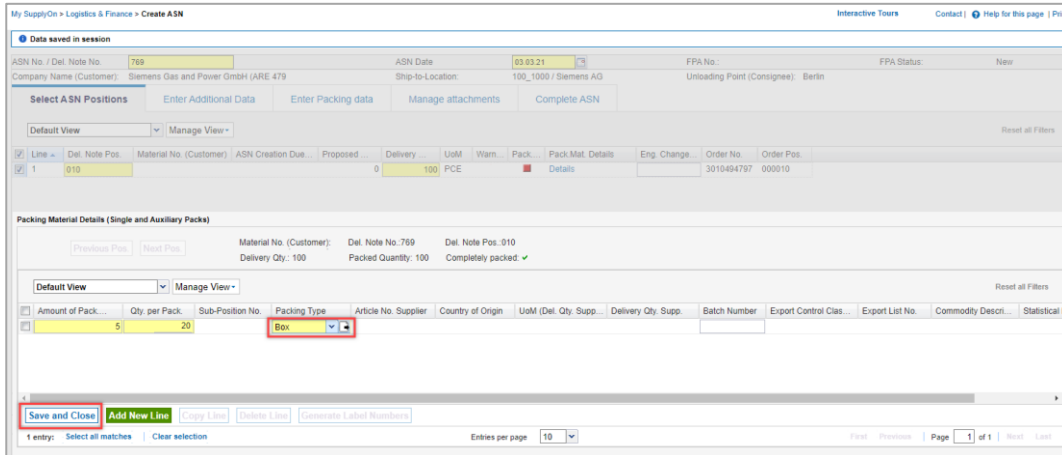 My SupplyOn > Logistics & Finance > Create ASN Interactive Tours Contact | Help for this page | Pri
Data saved in session
ASN No. / Del. Note No. 769 ASN Date 03.03.21 FPA No.: FPA Status: New
Company Name (Customer): Siemens Gas and Power GmbH (ARE 479 Ship-to-Location: 100_1000 / Siemens AG Unloading Point (Consignee): Berlin
Select ASN Positions Enter Additional Data Enter Packing data Manage attachments Complete ASN
Default View Manage View Reset all Filters
Line Del. Note Pos. Material No. (Customer) ASN Creation Due... Proposed ... Delivery ... UoM Warn... Pack.... Pack.Mat. Details Eng. Change... Order No. Order Pos.
1 010 0 100 PCE Details 3010494797 000010
Packing Material Details (Single and Auxiliary Packs)
Previous Pos. Next Pos. Material No. (Customer): Del. Note No.:769 Del. Note Pos.:010
Delivery Qty.: 100 Packed Quantity: 100 Completely packed:
Default View Manage View Reset all Filters
Amount of Pack.... Qty. per Pack. Sub-Position No. Packing Type Article No. Supplier Country of Origin UoM (Del. Qty. Supp... Delivery Qty. Supp. Batch Number Export Control Clas... Export List No. Commodity Descri... Statistical
5 20 Box
Save and Close Add New Line Copy Line Delete Line Generate Label Numbers
1 entry: Select all matches | Clear selection Entries per page 10 First Previous | Page 1 of 1 | Next Last